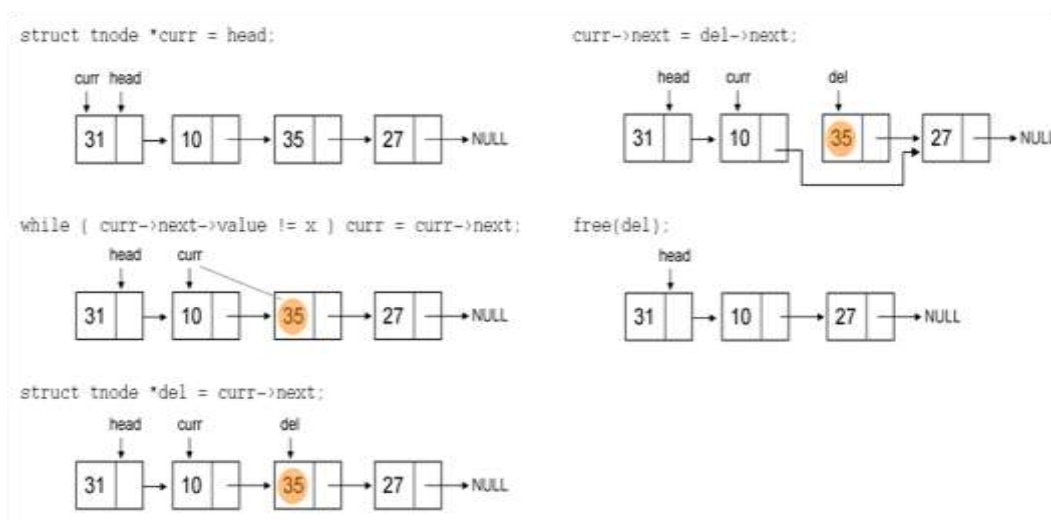 struct tnode *curr = head;
curr head
31 10 35 27 NULL
while ( curr->next->value != x ) curr = curr->next;
head curr
31 10 35 27 NULL
struct tnode *del = curr->next;
head curr del
31 10 35 27 NULL
curr->next = del->next;
head curr del
31 10 35 27 NULL
free(del);
head
31 10 27 NULL